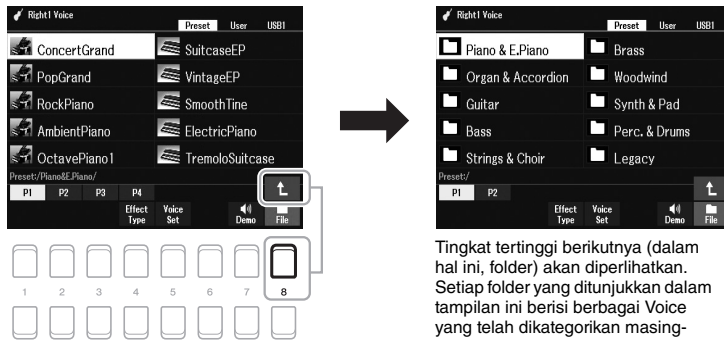 Right1 Voice
Preset User USB1
ConcertGrand SuitcaseEP
PopGrand VintageEP
RockPiano SmoothTine
AmbientPiano ElectricPiano
OctavePiano1 TremoloSuitcase
Preset:/Piano&E.Piano/
P1 P2 P3 P4
Effect Type Voice Set Demo File
1 2 3 4 5 6 7 8
Right1 Voice
Preset User USB1
Piano & E.Piano Brass
Organ & Accordion Woodwind
Guitar Synth & Pad
Bass Perc. & Drums
Strings & Choir Legacy
Preset:/
P1 P2
Effect Type Voice Set Demo File
Tingkat tertinggi berikutnya (dalam
hal ini, folder) akan diperlihatkan.
Setiap folder yang ditunjukkan dalam
tampilan ini berisi berbagai Voice
yang telah dikategorikan masing-